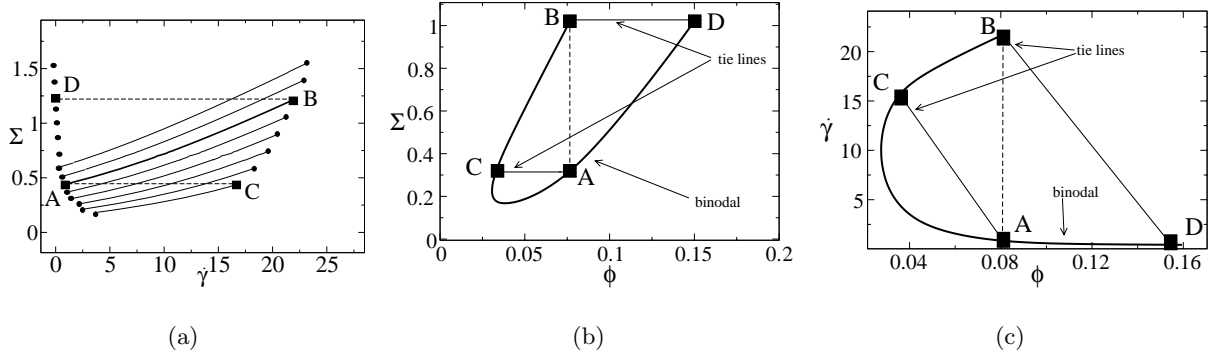 1.5
1
0.5
0
Σ
D
B
A
C
0
5
10
15
20
25
γ̇
(a)
1
0.8
0.6
0.4
0.2
0
Σ
B
D
tie lines
C
A
binodal
0
0.05
0.1
0.15
0.2
ϕ
(b)
20
15
10
5
γ̇
B
tie lines
C
A
D
binodal
0.04
0.08
0.12
0.16
ϕ
(c)